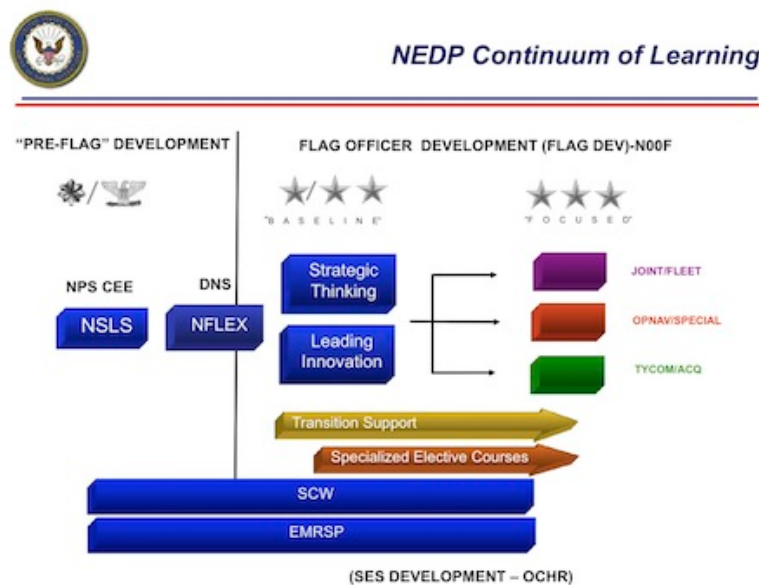 NEDP Continuum of Learning
"PRE-FLAG" DEVELOPMENT
FLAG OFFICER DEVELOPMENT (FLAG DEV)-N00F
/
/
"BASELINE"
"FOCUSED"
NPS CEE
DNS
NSLS
NFLEX
Strategic
Thinking
Leading
Innovation
JOINT/FLEET
OPNAV/SPECIAL
TYCOM/ACQ
Transition Support
Specialized Elective Courses
SCW
EMRSP
(SES DEVELOPMENT – OCHR)